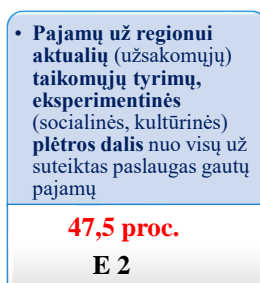 • Pajamų už regionui
aktualių (užsakomųjų)
taikomųjų tyrimų,
eksperimentinės
(socialinės, kultūrinės)
plėtros dalis nuo visų už
suteiktas paslaugas gautų
pajamų
47,5 proc.
E 2